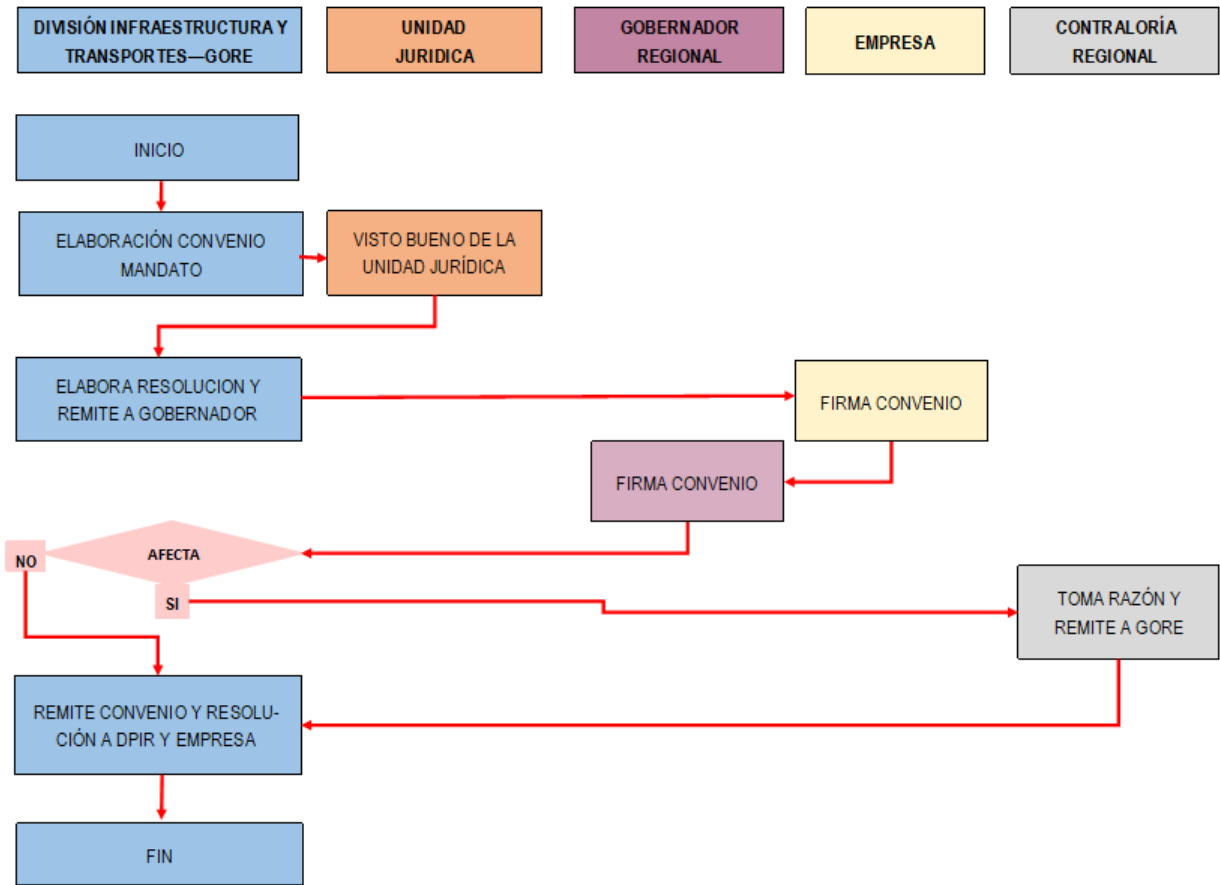 DIVISIÓN INFRAESTRUCTURA Y
TRANSPORTES—GORE
UNIDAD
JURIDICA
GOBERNADOR
REGIONAL
EMPRESA
CONTRALORÍA
REGIONAL
INICIO
ELABORACIÓN CONVENIO
MANDATO
VISTO BUENO DE LA
UNIDAD JURÍDICA
ELABORA RESOLUCION Y
REMITE A GOBERNADOR
FIRMA CONVENIO
FIRMA CONVENIO
AFECTA
NO
SI
TOMA RAZÓN Y
REMITE A GORE
REMITE CONVENIO Y RESOLU-
CIÓN A DPIR Y EMPRESA
FIN